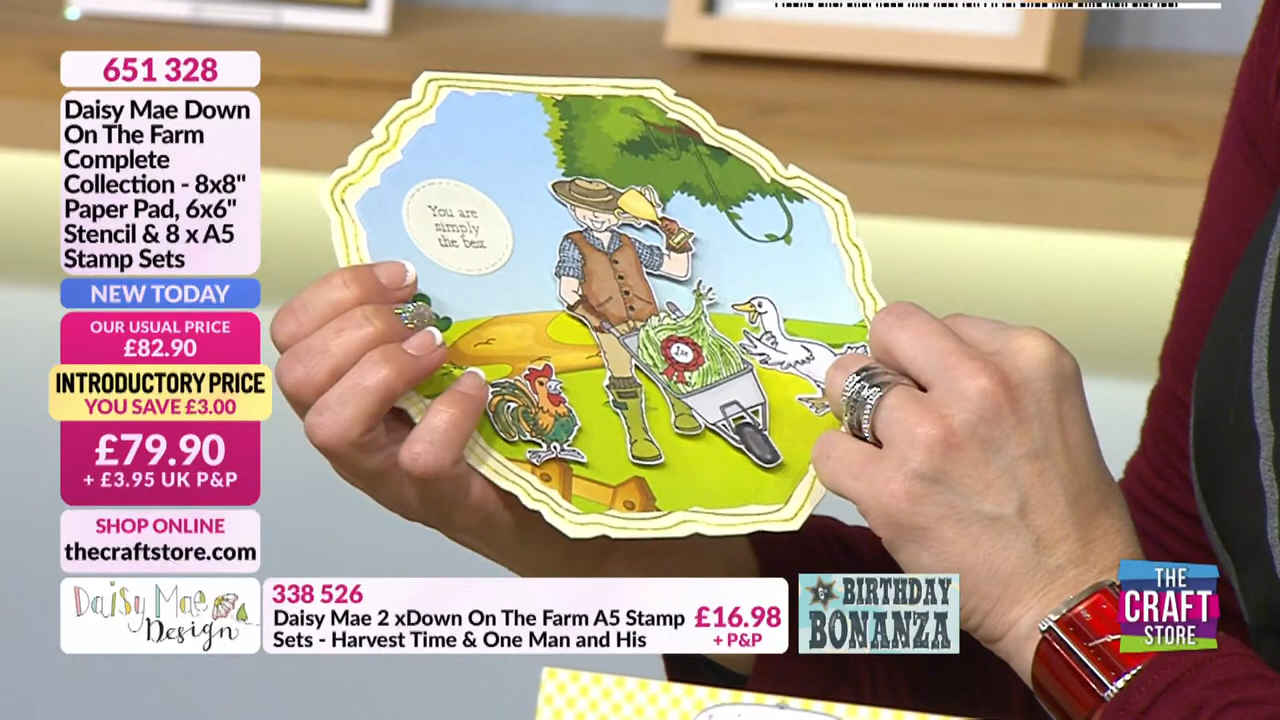 651 328
Daisy Mae Down
On The Farm
Complete
Collection - 8x8"
Paper Pad, 6x6"
Stencil & 8 x A5
Stamp Sets
NEW TODAY
OUR USUAL PRICE
£82.90
INTRODUCTORY PRICE
YOU SAVE £3.00
£79.90
+ £3.95 UK P&P
SHOP ONLINE
thecraftstore.com
Daisy Mae
Design
338 526
Daisy Mae 2 xDown On The Farm A5 Stamp
Sets - Harvest Time & One Man and His
£16.98
+ P&P
BIRTHDAY
BONANZA
THE
CRAFT
STORE
You are
simply
the best
1st